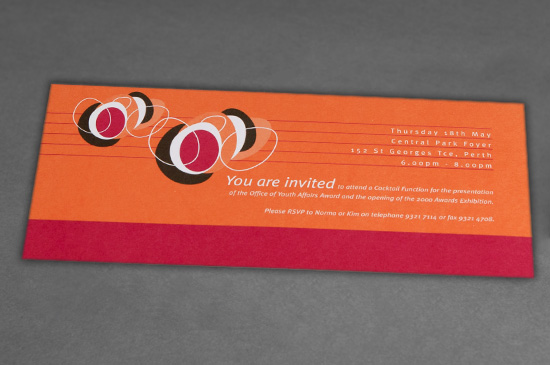 Thursday 18th May
Central Park Foyer
152 St Georges Tce, Perth
6.00pm - 8.00pm
You are invited to attend a Cocktail Function for the presentation
of the Office of Youth Affairs Award and the opening of the 2000 Awards Exhibition.
Please RSVP to Norma or Kim on telephone 9321 7114 or fax 9321 4706.